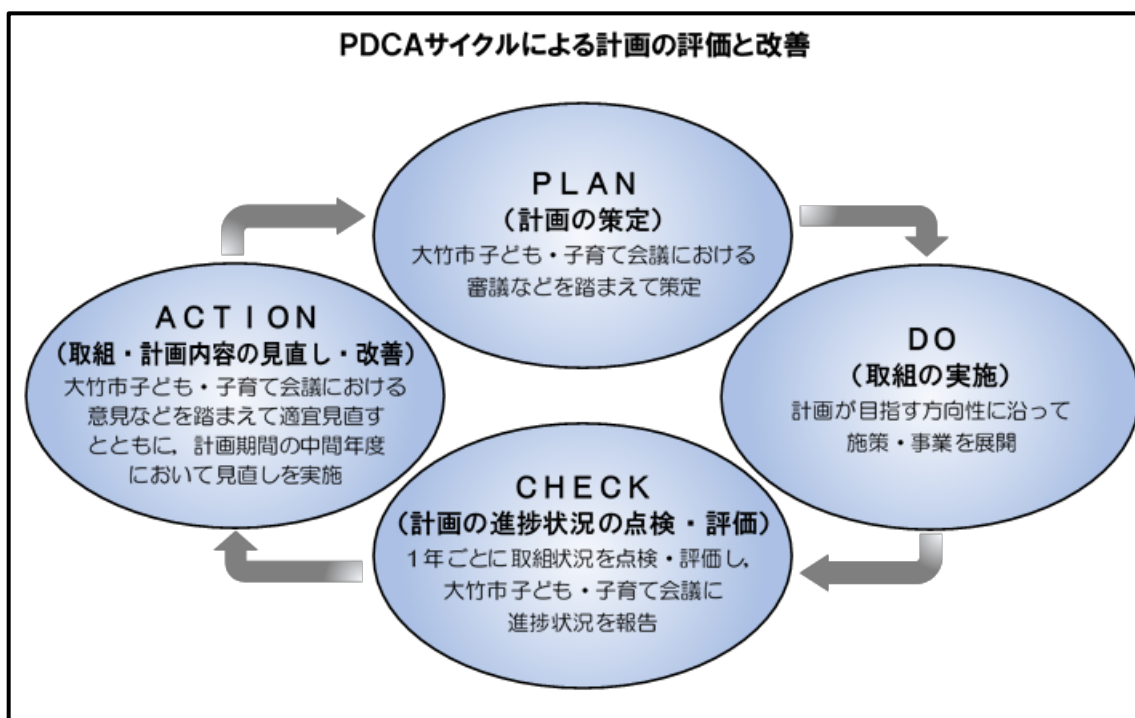 PDCAサイクルによる計画の評価と改善
PLAN
(計画の策定)
大竹市子ども・子育て会議における
審議などを踏まえて策定
DO
(取組の実施)
計画が目指す方向性に沿って
施策・事業を展開
CHECK
(計画の進捗状況の点検・評価)
1年ごとに取組状況を点検・評価し,
大竹市子ども・子育て会議に
進捗状況を報告
ACTION
(取組・計画内容の見直し・改善)
大竹市子ども・子育て会議における
意見などを踏まえて適宜見直す
とともに,計画期間の中間年度
において見直しを実施